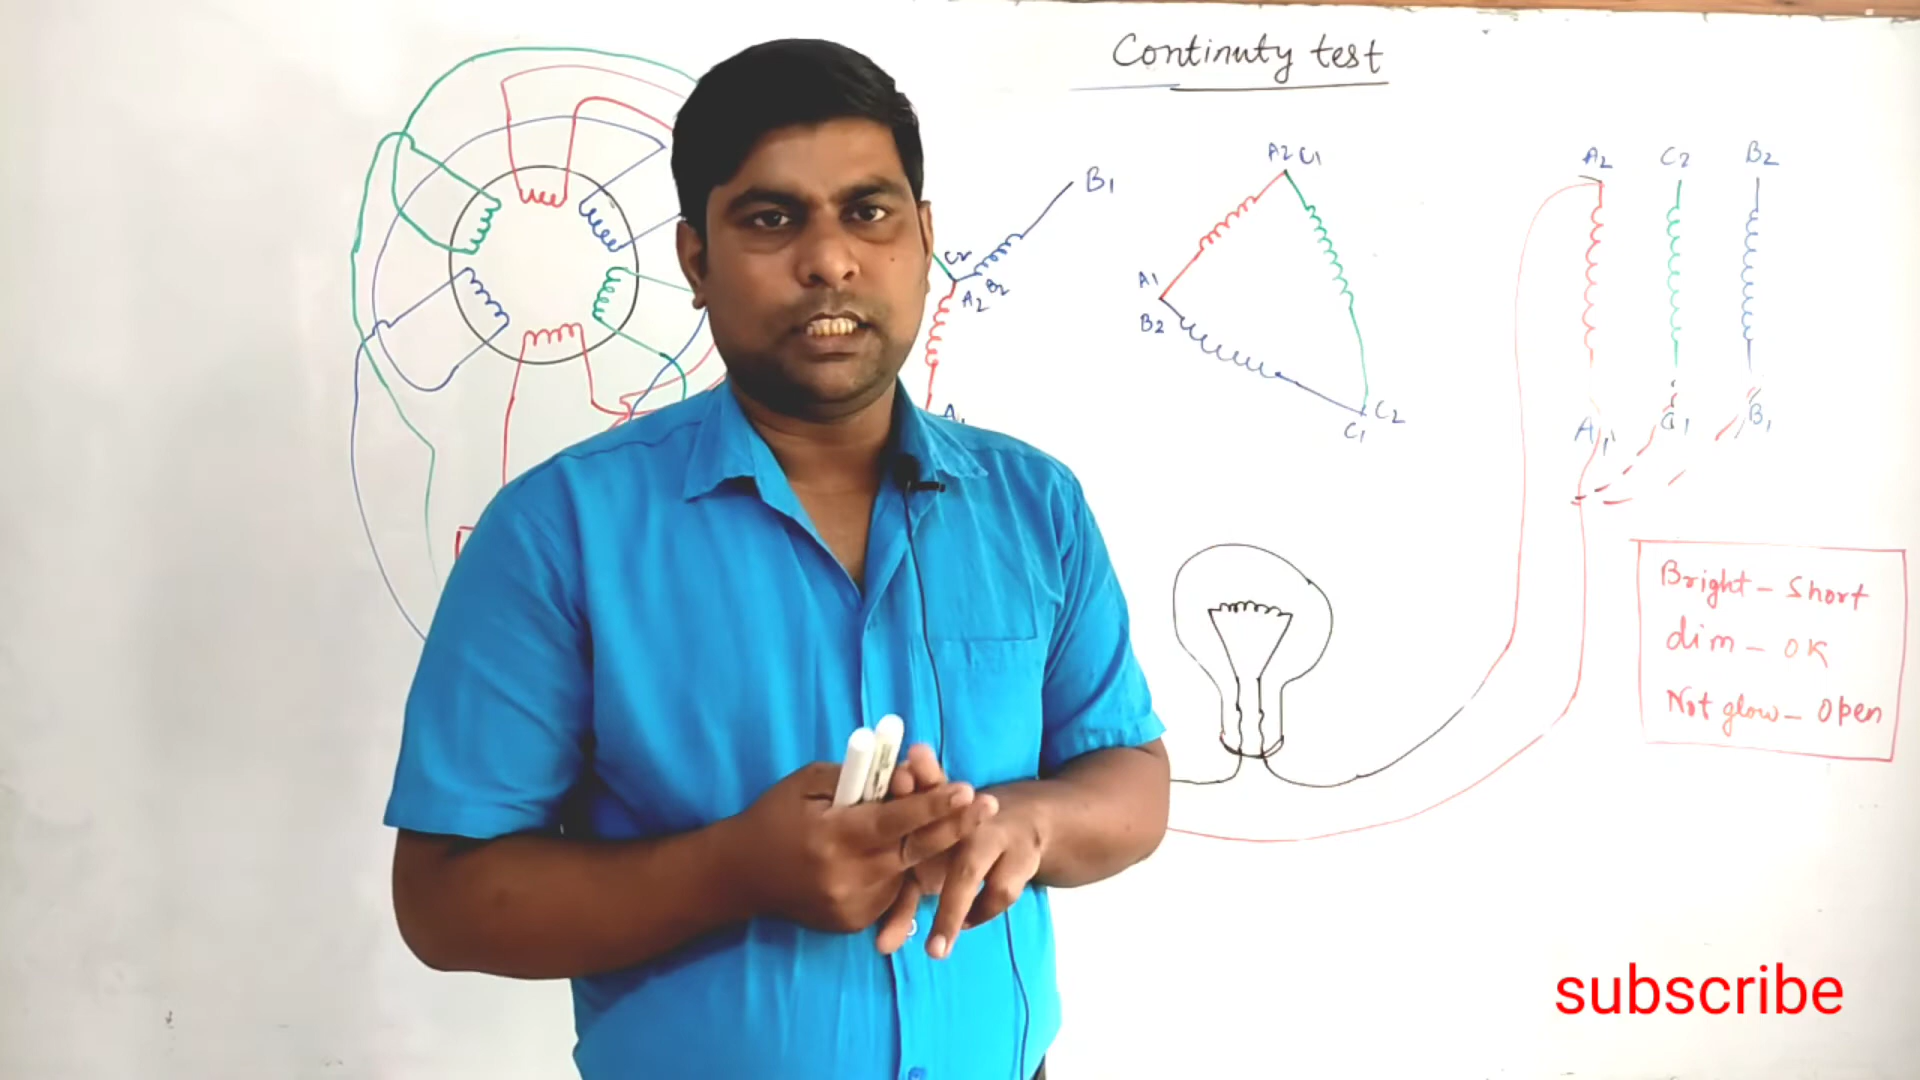 Continuty test
A2 C1
A2 C2 B2
B1
C2
A2 B2
A1
B2
A1
C2
C1
A1 C1 B1
Bright - Short
dim - OK
Not glow - Open
subscribe